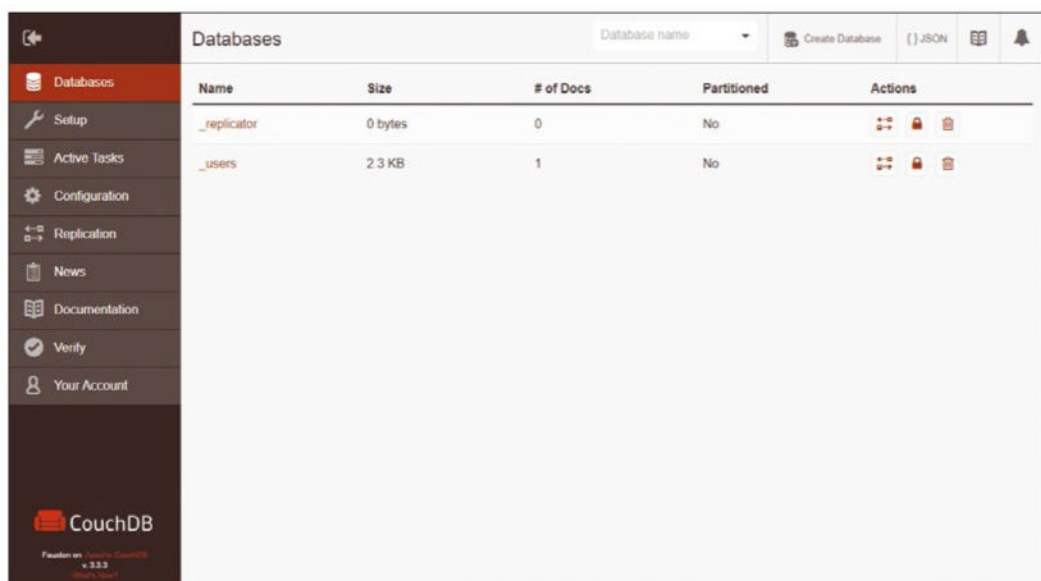 Databases
Database name
Create Database
{ } JSON
Databases
Setup
Active Tasks
Configuration
Replication
News
Documentation
Verify
Your Account
Name Size # of Docs Partitioned Actions
_replicator 0 bytes 0 No
_users 2.3 KB 1 No
CouchDB
Fauxton on Apache CouchDB
v. 3.3.3
What's New?